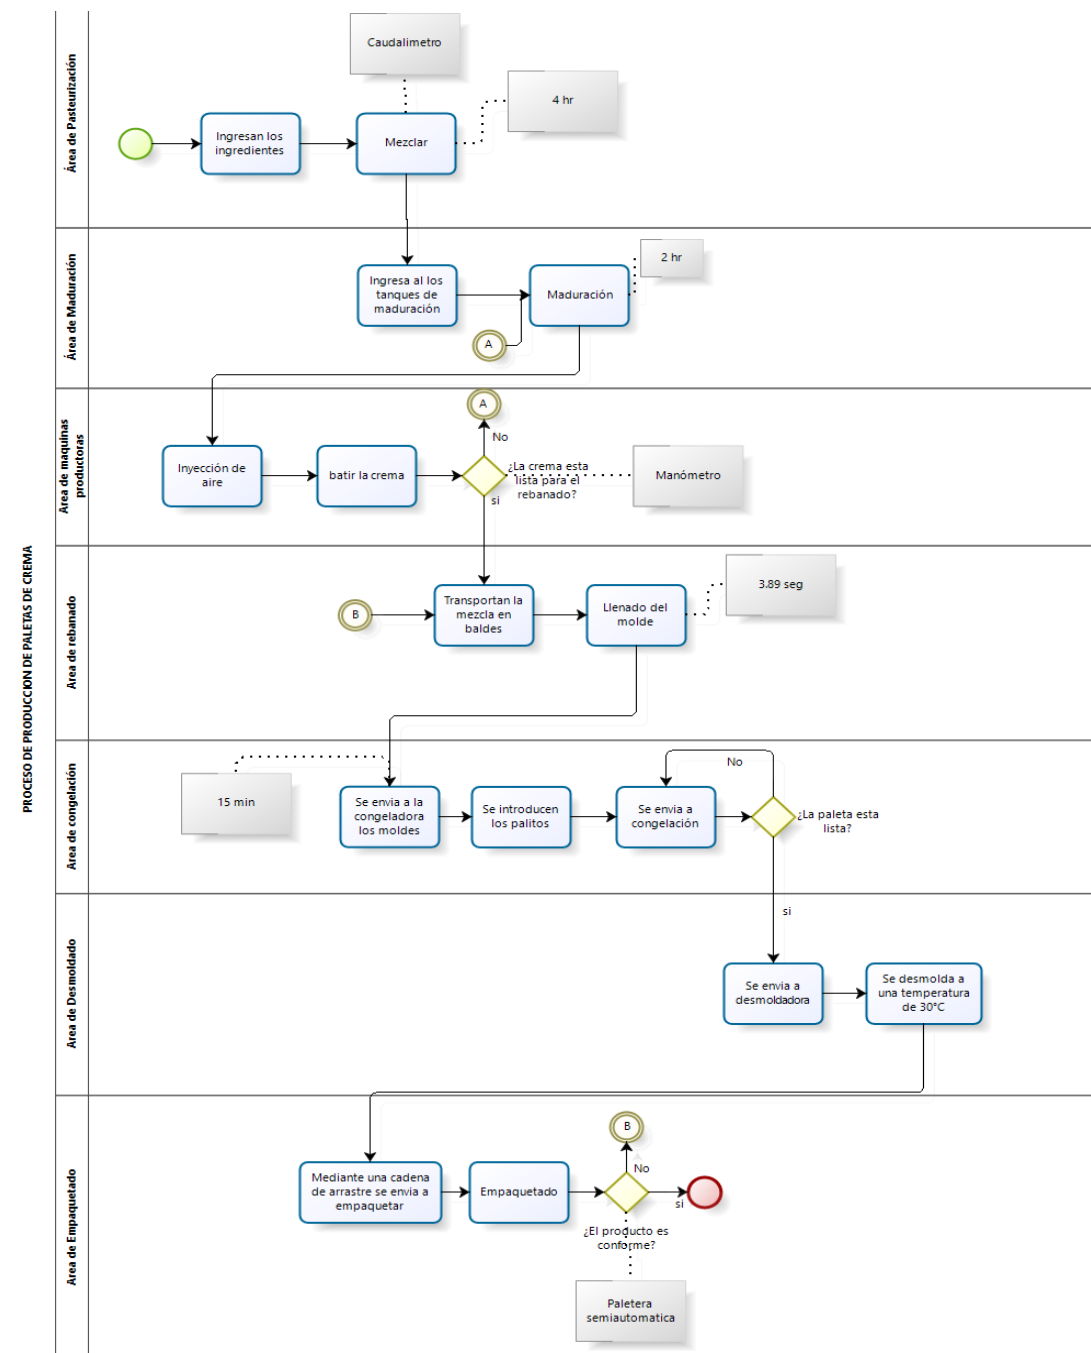 PROCESO DE PRODUCCION DE PALETAS DE CREMA
Área de Pasteurización
Caudalimetro
4 hr
Ingresan los
ingredientes
Mezclar
Área de Maduración
2 hr
Ingresa al los
tanques de
maduración
Maduración
A
Area de maquinas
productoras
A
No
Inyección de
aire
batir la crema
¿La crema esta
lista para el
rebanado?
si
Manómetro
Area de rebanado
3.89 seg
B
Transportan la
mezcla en
baldes
Llenado del
molde
Area de congelación
No
15 min
Se envia a la
congeladora
los moldes
Se introducen
los palitos
Se envia a
congelación
¿La paleta esta
lista?
si
Area de Desmoldado
Se envia a
desmoldadora
Se desmolda a
una temperatura
de 30°C
Area de Empaquetado
B
No
Mediante una cadena
de arrastre se envia a
empaquetar
Empaquetado
si
¿El producto es
conforme?
Paletera
semiautomatica